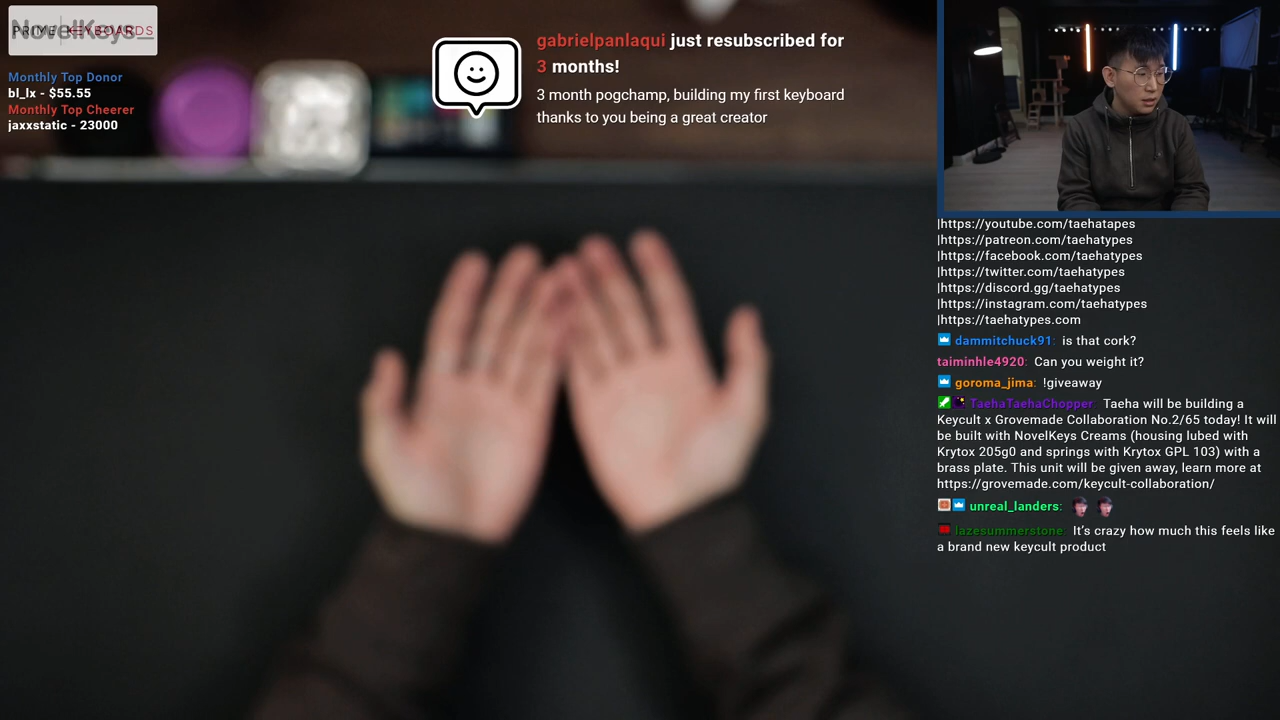 NovelKeys_
PRIME KEYBOARDS
Monthly Top Donor
bl_lx - $55.55
Monthly Top Cheerer
jaxxstatic - 23000
gabrielpanlaqui just resubscribed for
3 months!
3 month pogchamp, building my first keyboard
thanks to you being a great creator
|https://youtube.com/taehatapes
|https://patreon.com/taehatypes
|https://facebook.com/taehatypes
|https://twitter.com/taehatypes
|https://discord.gg/taehatypes
|https://instagram.com/taehatypes
|https://taehatypes.com
dammitchuck91: is that cork?
taiminhle4920: Can you weight it?
goroma_jima: !giveaway
TaehaTaehaChopper: Taeha will be building a
Keycult x Grovemade Collaboration No.2/65 today! It will
be built with NovelKeys Creams (housing lubed with
Krytox 205g0 and springs with Krytox GPL 103) with a
brass plate. This unit will be given away, learn more at
https://grovemade.com/keycult-collaboration/
unreal_landers:
lazesummerstone: It's crazy how much this feels like
a brand new keycult product